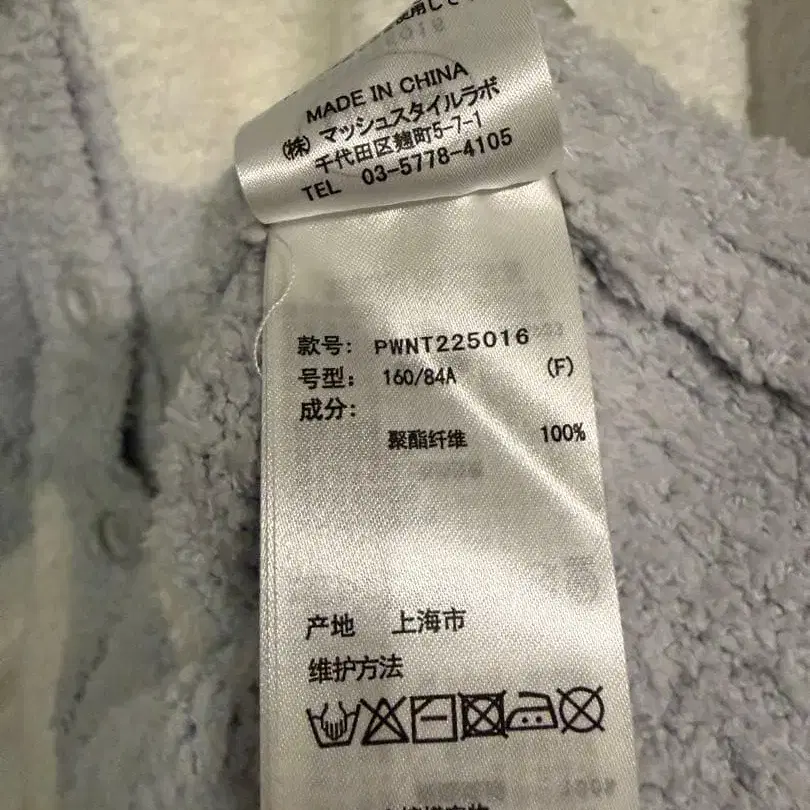 MADE IN CHINA
(株) マッシュスタイルラボ
千代田区麹町5-7-1
TEL 03-5778-4105
款号: PWNT225016
号型: 160/84A (F)
成分:
聚酯纤维 100%
产地 上海市
维护方法